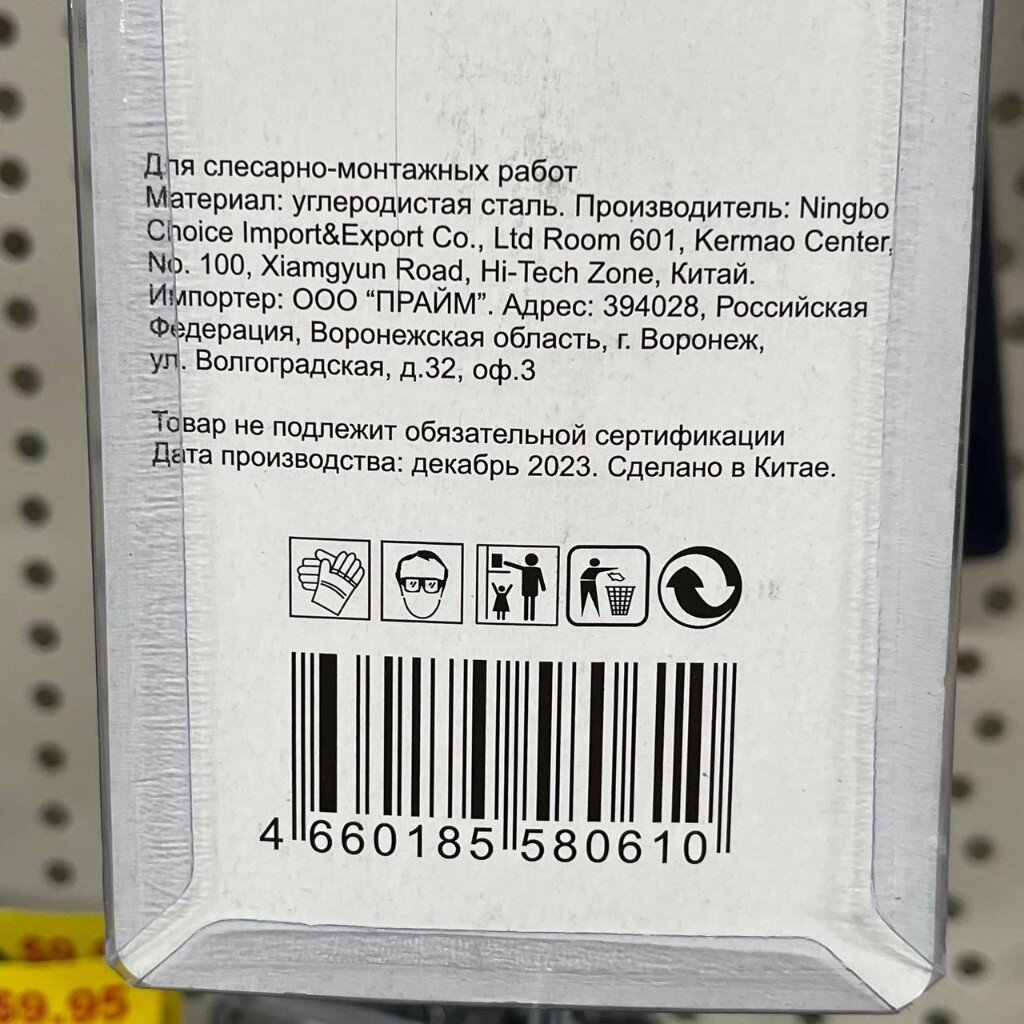 Для слесарно-монтажных работ
Материал: углеродистая сталь. Производитель: Ningbo
Choice Import&Export Co., Ltd Room 601, Kermao Center,
No. 100, Xiamgyun Road, Hi-Tech Zone, Китай.
Импортер: ООО “ПРАЙМ”. Адрес: 394028, Российская
Федерация, Воронежская область, г. Воронеж,
ул. Волгоградская, д.32, оф.3
Товар не подлежит обязательной сертификации
Дата производства: декабрь 2023. Сделано в Китае.
4 660185 580610
59.95